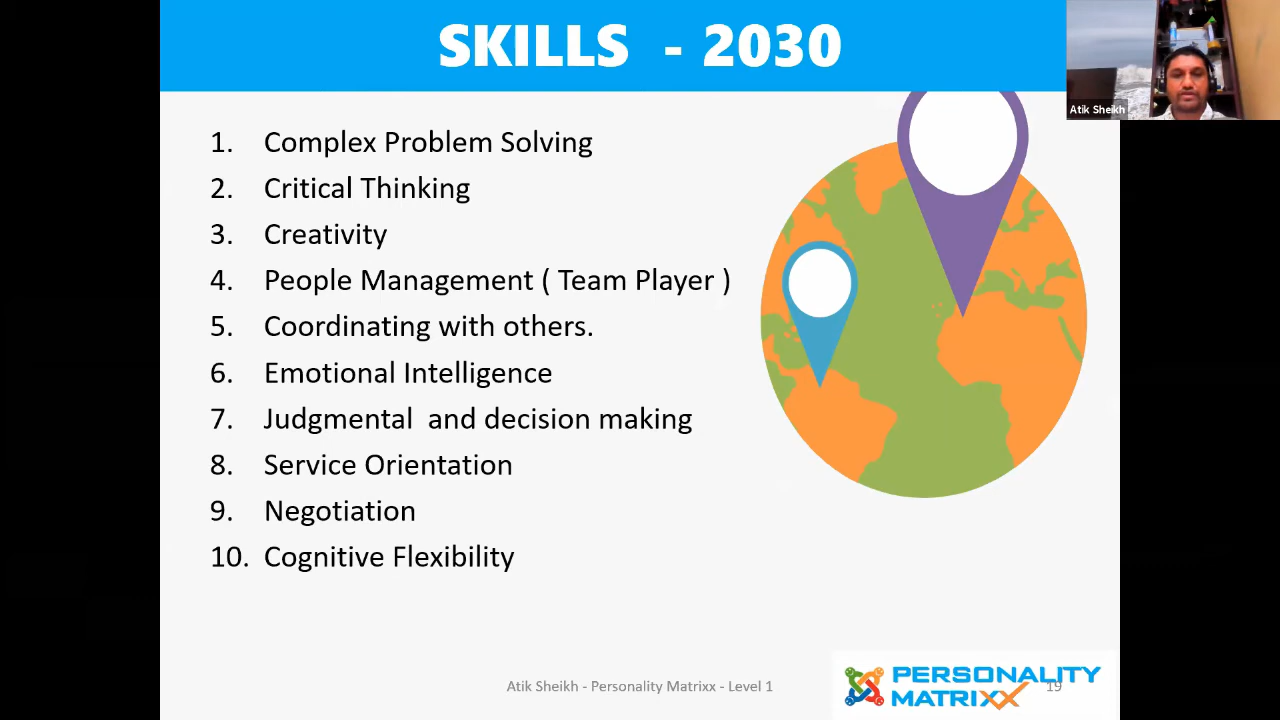 SKILLS - 2030
Atik Sheikh
1. Complex Problem Solving
2. Critical Thinking
3. Creativity
4. People Management ( Team Player )
5. Coordinating with others.
6. Emotional Intelligence
7. Judgmental and decision making
8. Service Orientation
9. Negotiation
10. Cognitive Flexibility
Atik Sheikh - Personality Matrixx - Level 1
PERSONALITY
MATRIXX
19